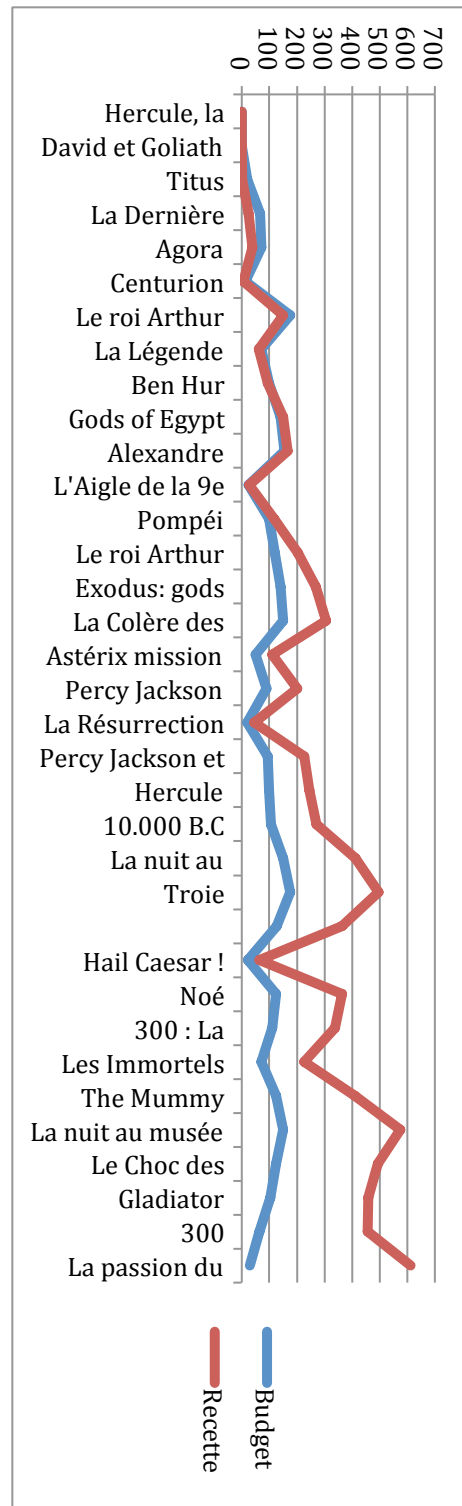 700
600
500
400
300
200
100
0
Hercule, la
David et Goliath
Titus
La Dernière
Agora
Centurion
Le roi Arthur
La Légende
Ben Hur
Gods of Egypt
Alexandre
L'Aigle de la 9e
Pompéi
Le roi Arthur
Exodus: gods
La Colère des
Astérix mission
Percy Jackson
La Résurrection
Percy Jackson et
Hercule
10.000 B.C
La nuit au
Troie
Hail Caesar !
Noé
300 : La
Les Immortels
The Mummy
La nuit au musée
Le Choc des
Gladiator
300
La passion du
Budget
Recette